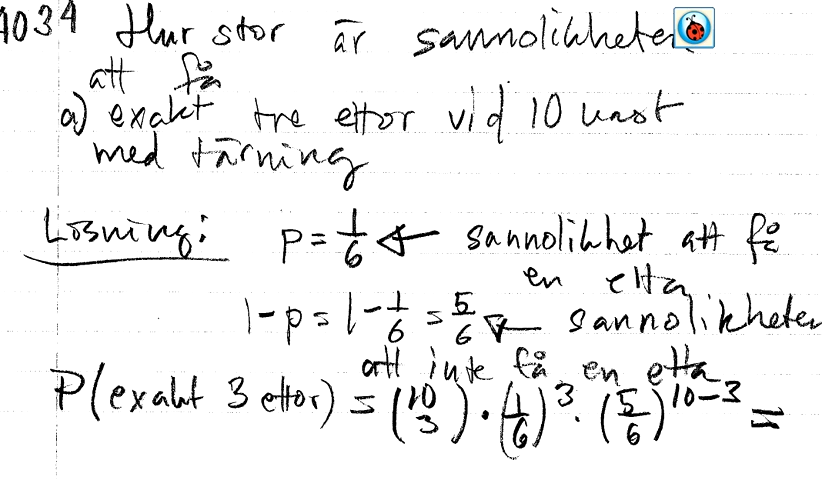 4034 Hur stor är sannolikheten
att få
a) exakt tre ettor vid 10 kast
med tärning
Lösning: p = 1/6 ← sannolikhet att få
en etta
1-p = 1-1/6 = 5/6 ← sannolikheten
att inte få en etta
P(exakt 3 ettor) = (10 3) · (1/6)^3 · (5/6)^10-3 =